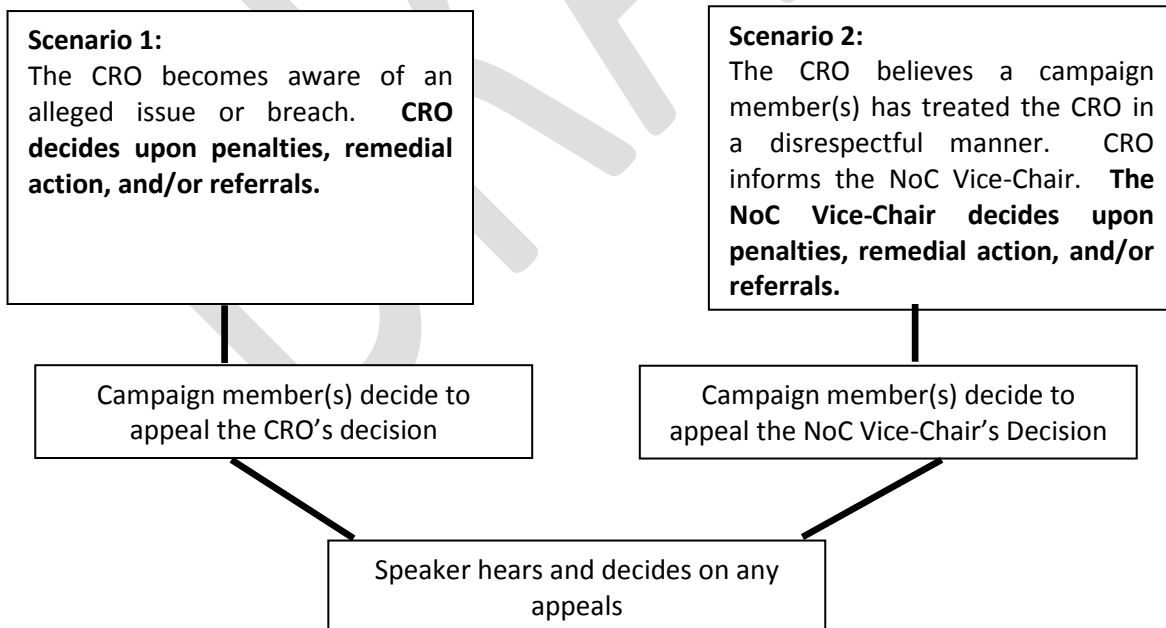 Scenario 1:
The CRO becomes aware of an
alleged issue or breach. CRO
decides upon penalties, remedial
action, and/or referrals.
Scenario 2:
The CRO believes a campaign
member(s) has treated the CRO in
a disrespectful manner. CRO
informs the NoC Vice-Chair. The
NoC Vice-Chair decides upon
penalties, remedial action, and/or
referrals.
Campaign member(s) decide to
appeal the CRO’s decision
Campaign member(s) decide to
appeal the NoC Vice-Chair’s Decision
Speaker hears and decides on any
appeals